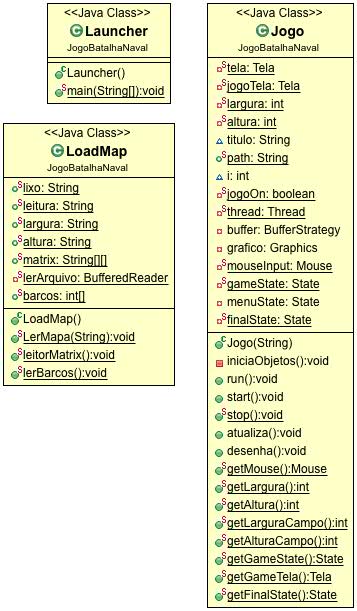 <<Java Class>>
Launcher
JogoBatalhaNaval
Launcher()
main(String[]):void
<<Java Class>>
LoadMap
JogoBatalhaNaval
lixo: String
leitura: String
largura: String
altura: String
matrix: String[][]
lerArquivo: BufferedReader
barcos: int[]
LoadMap()
LerMapa(String):void
leitorMatrix():void
lerBarcos():void
<<Java Class>>
Jogo
JogoBatalhaNaval
tela: Tela
jogoTela: Tela
largura: int
altura: int
titulo: String
path: String
i: int
jogoOn: boolean
thread: Thread
buffer: BufferStrategy
grafico: Graphics
mouseInput: Mouse
gameState: State
menuState: State
finalState: State
Jogo(String)
iniciaObjetos():void
run():void
start():void
stop():void
atualiza():void
desenha():void
getMouse():Mouse
getLargura():int
getAltura():int
getLarguraCampo():int
getAlturaCampo():int
getGameState():State
getGameTela():Tela
getFinalState():State